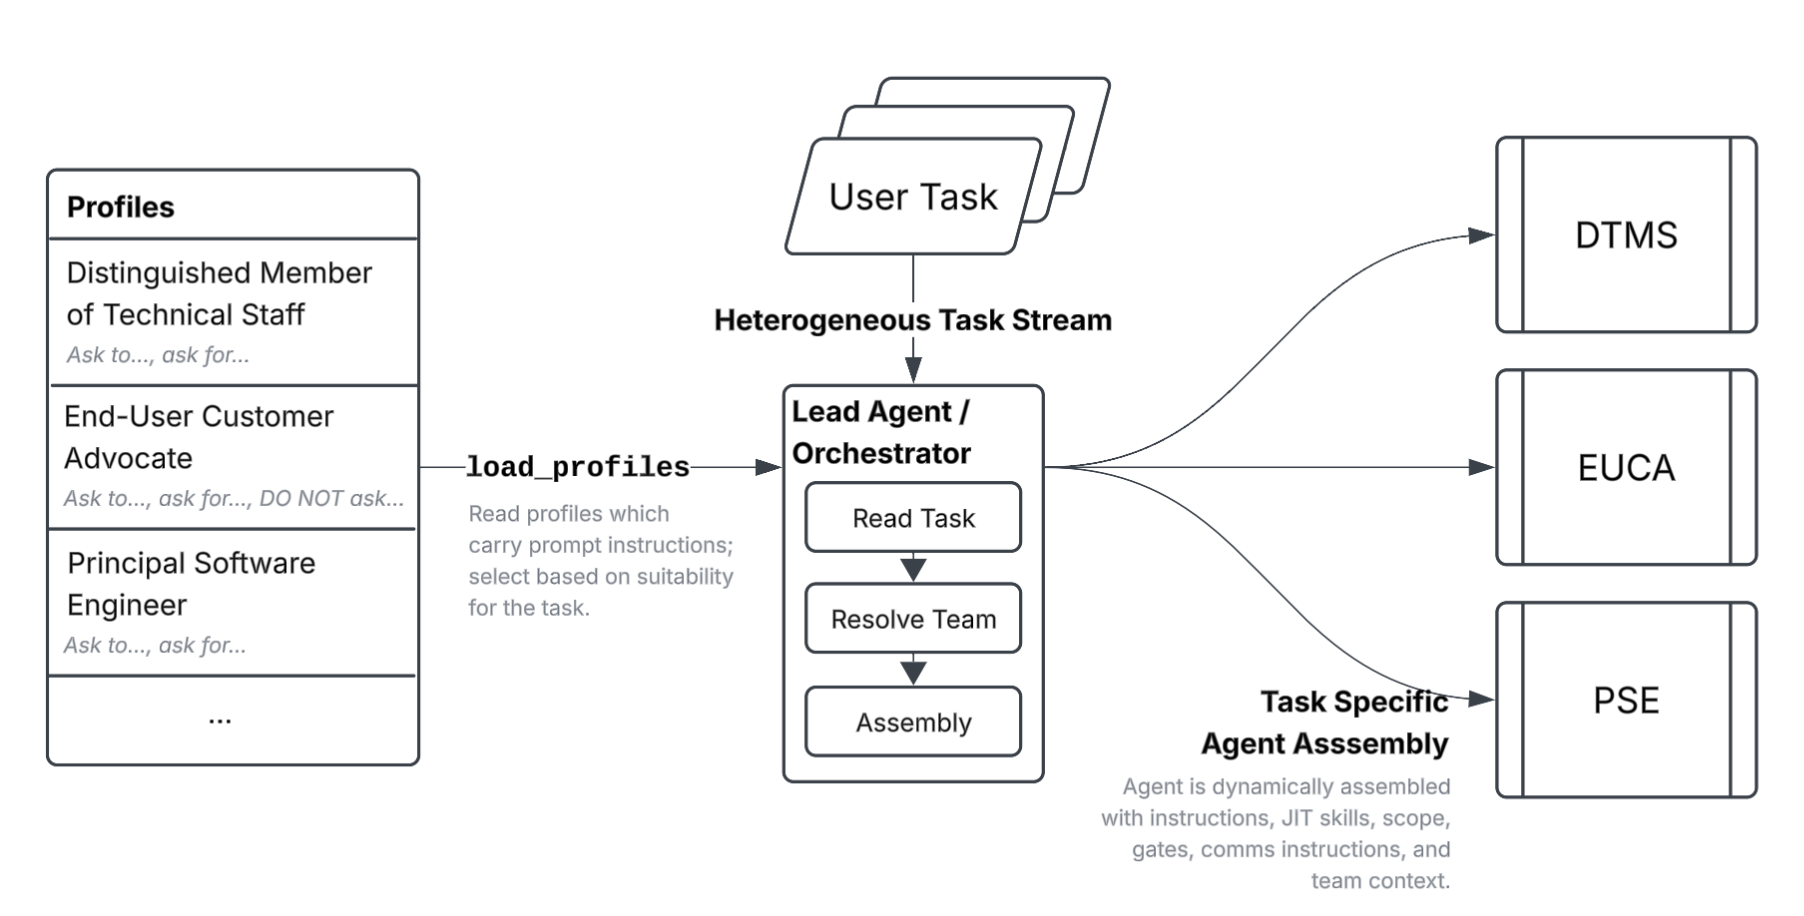 Profiles
Distinguished Member
of Technical Staff
Ask to..., ask for...
End-User Customer
Advocate
Ask to..., ask for..., DO NOT ask...
Principal Software
Engineer
Ask to..., ask for...
...
load_profiles
Read profiles which
carry prompt instructions;
select based on suitability
for the task.
User Task
Heterogeneous Task Stream
Lead Agent /
Orchestrator
Read Task
Resolve Team
Assembly
Task Specific
Agent Asssembly
Agent is dynamically assembled
with instructions, JIT skills, scope,
gates, comms instructions, and
team context.
DTMS
EUCA
PSE